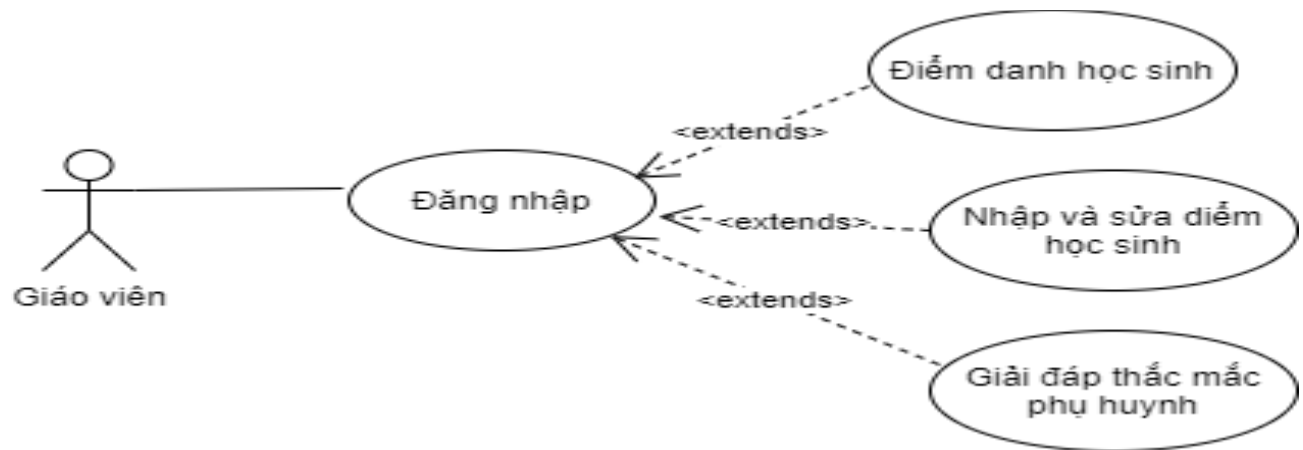 Điểm danh học sinh
<extends>
Đăng nhập
Nhập và sửa diểm
học sinh
<extends>
Giáo viên
<extends>
Giải đáp thắc mắc
phụ huynh